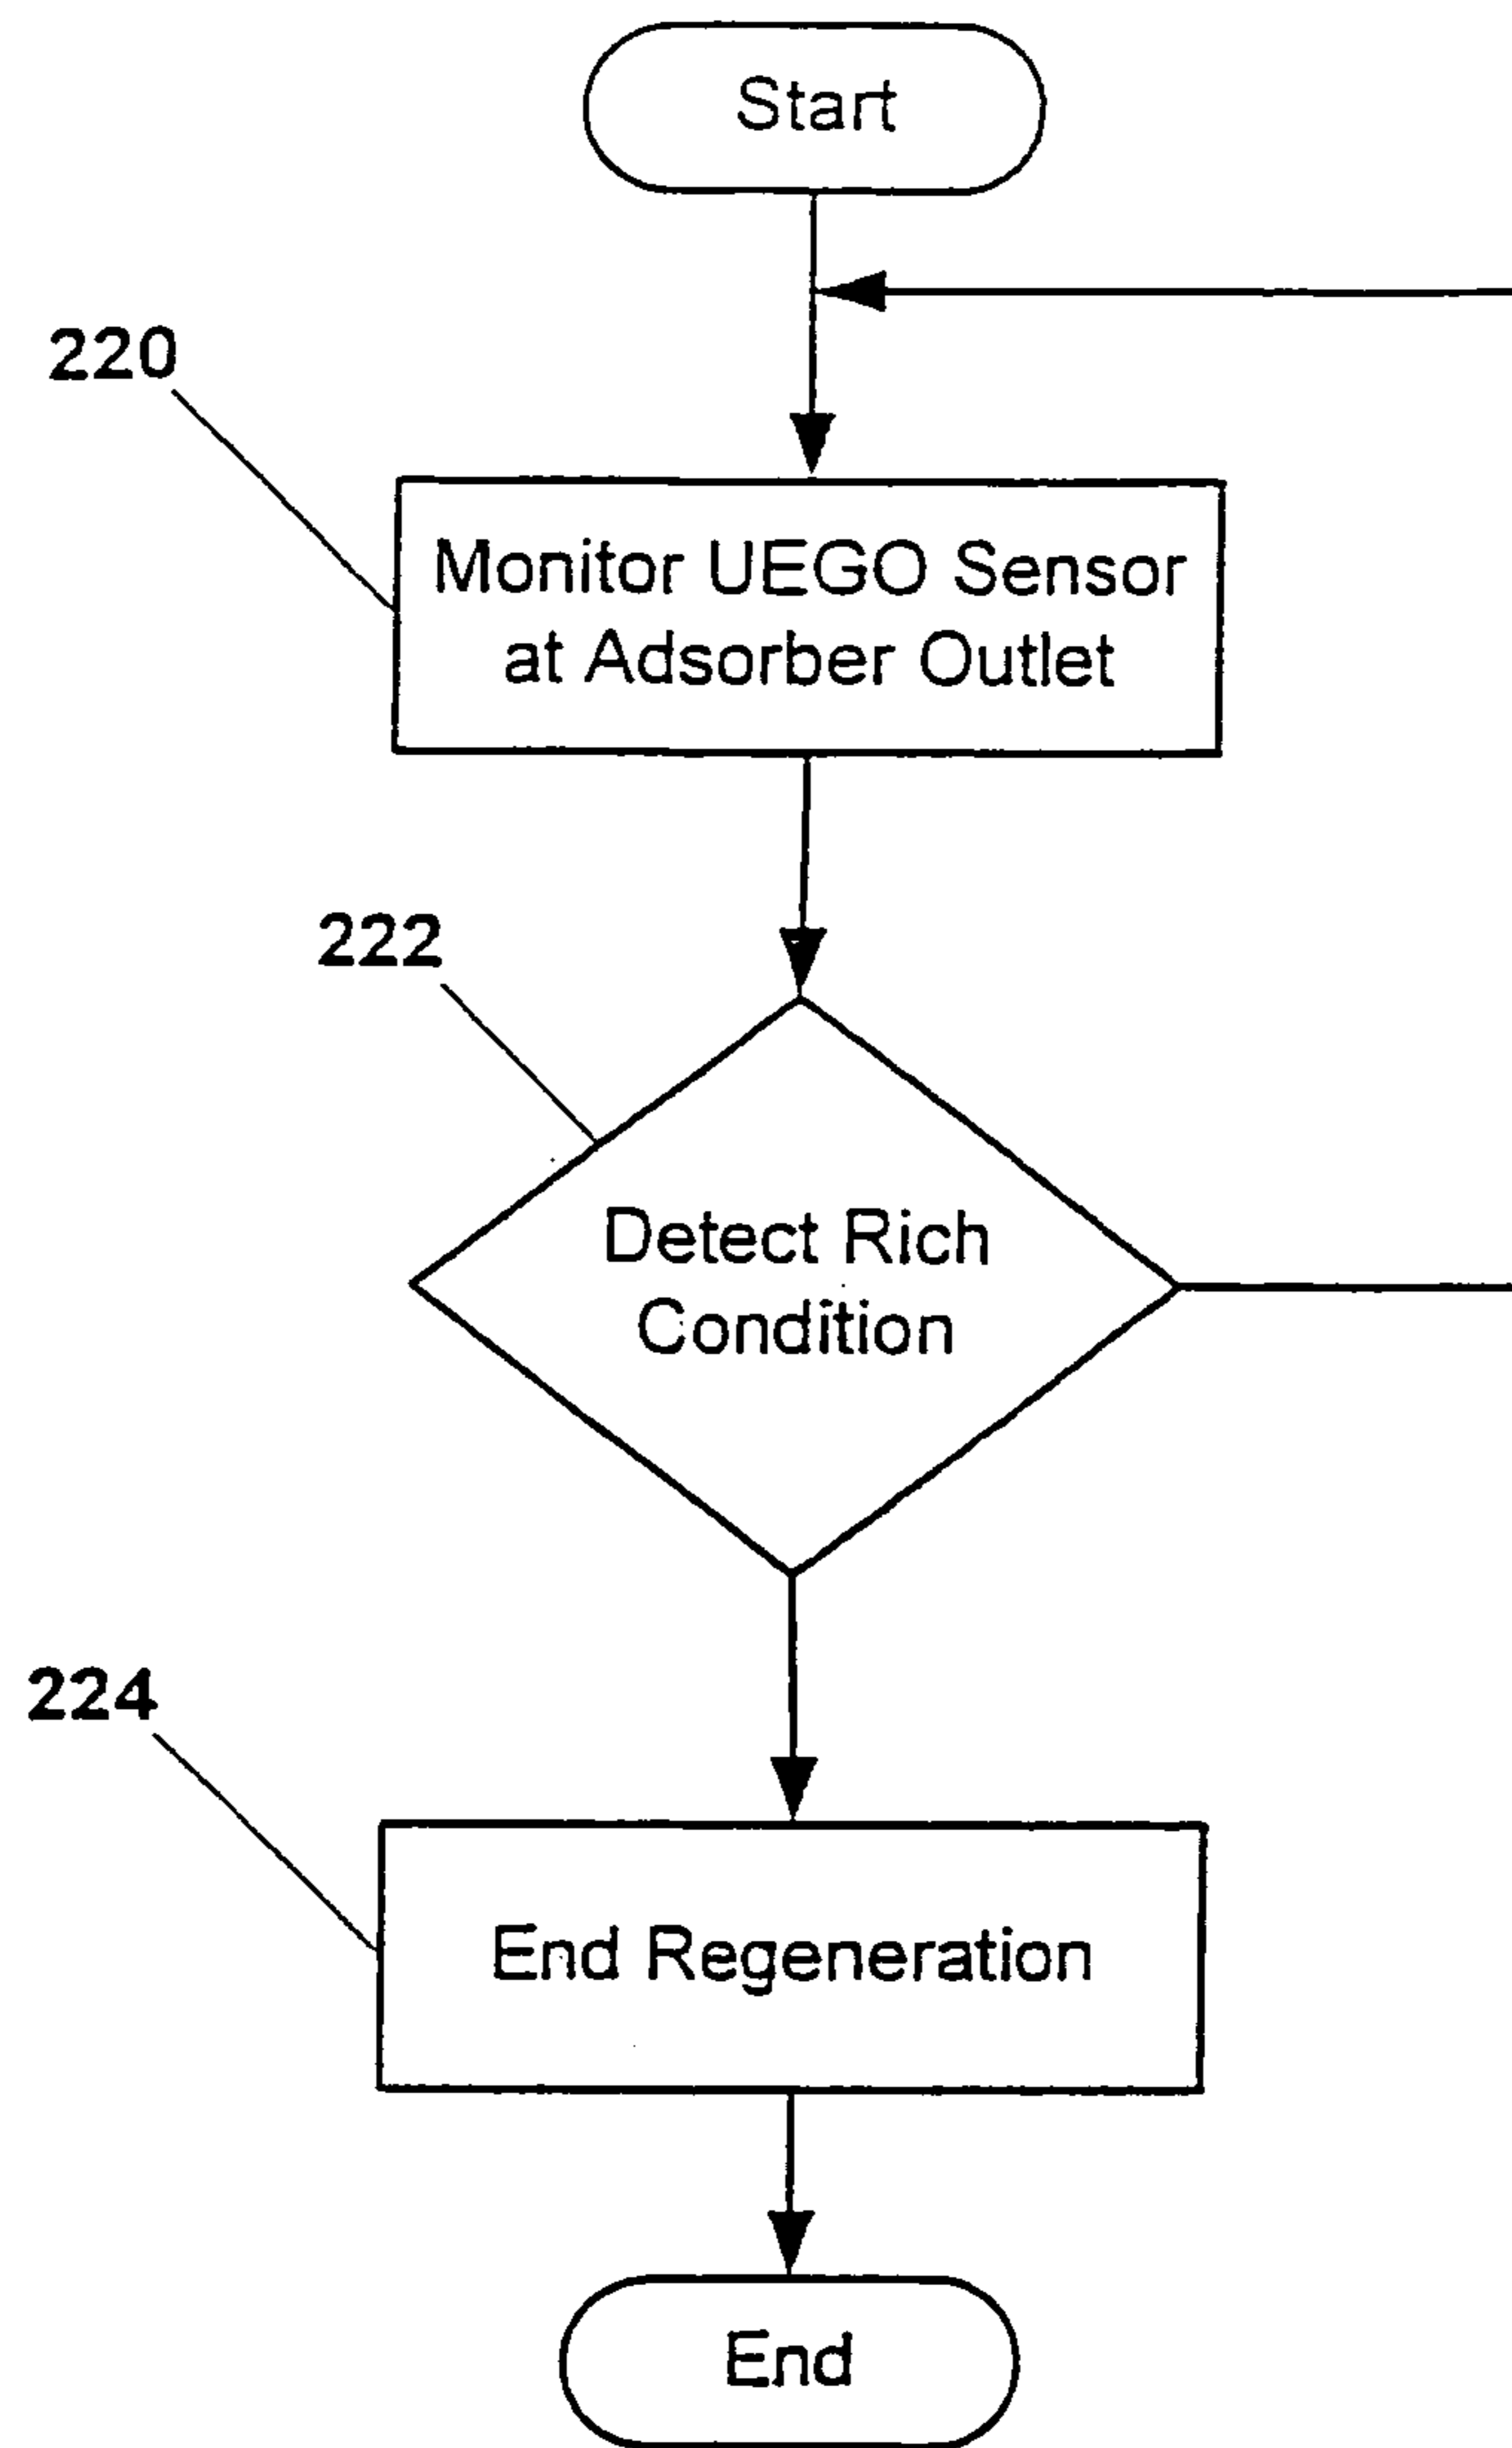 Start
220
Monitor UEGO Sensor
at Adsorber Outlet
222
Detect Rich
Condition
224
End Regeneration
End